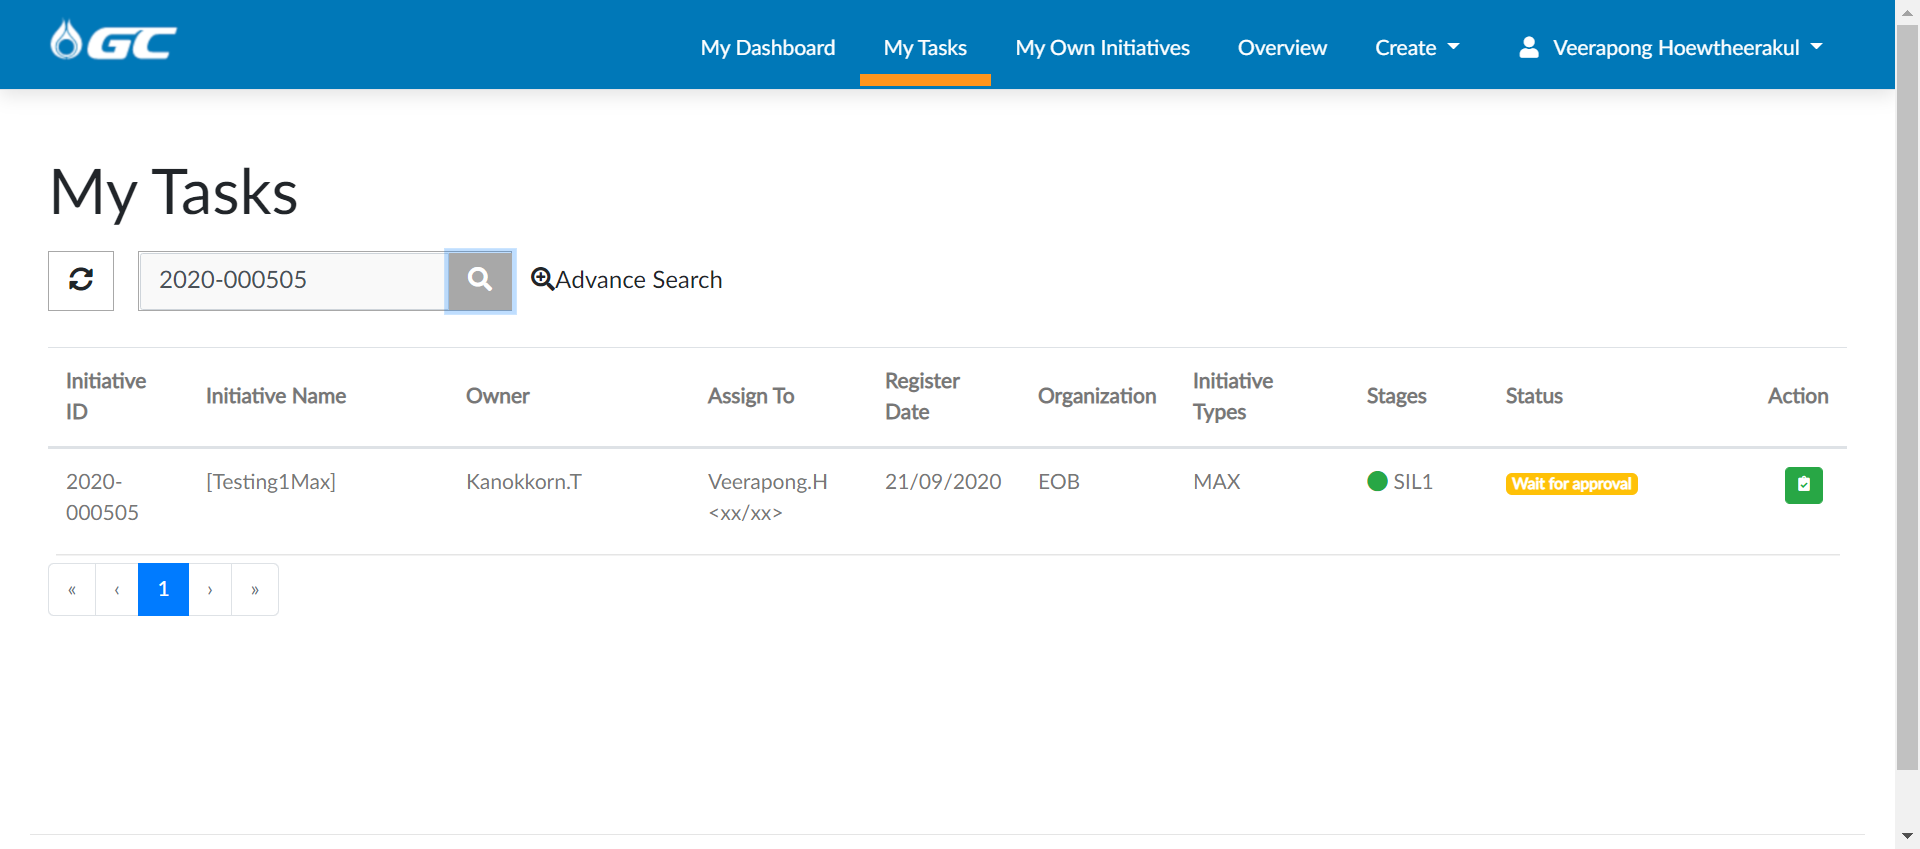 GC
My Dashboard My Tasks My Own Initiatives Overview Create Veerapong Hoewtheerakul
My Tasks
2020-000505 Advance Search
Initiative ID Initiative Name Owner Assign To Register Date Organization Initiative Types Stages Status Action
2020-000505 [Testing1Max] Kanokkorn.T Veerapong.H <xx/xx> 21/09/2020 EOB MAX SIL1 Wait for approval
« ‹ 1 › »